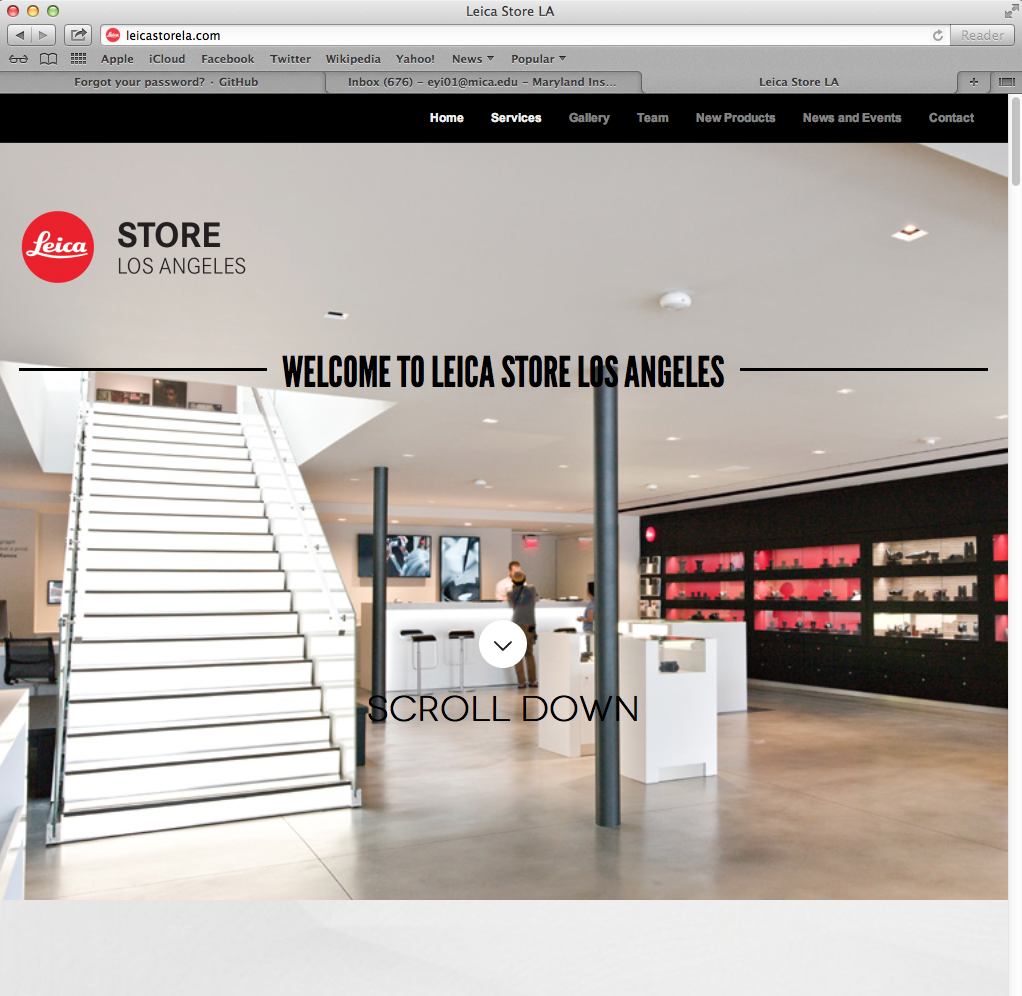 Leica Store LA
leicastorela.com
Reader
Apple iCloud Facebook Twitter Wikipedia Yahoo! News Popular
Forgot your password? · GitHub
Inbox (676) – eyi01@mica.edu – Maryland Ins...
Leica Store LA
Home Services Gallery Team New Products News and Events Contact
Leica
STORE
LOS ANGELES
WELCOME TO LEICA STORE LOS ANGELES
SCROLL DOWN